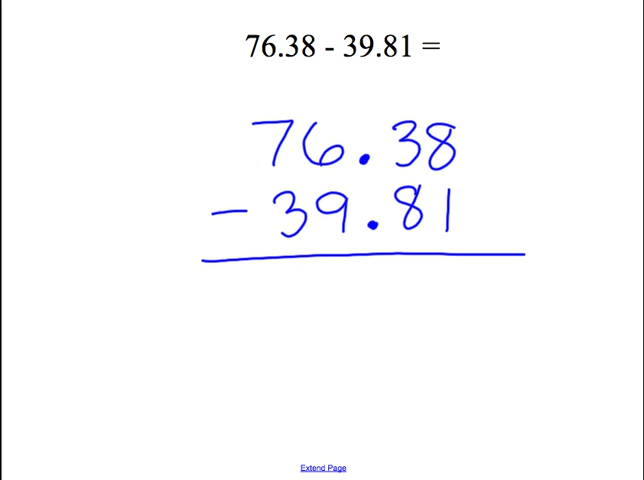 76.38 - 39.81 =
76.38
- 39.81
Extend Page